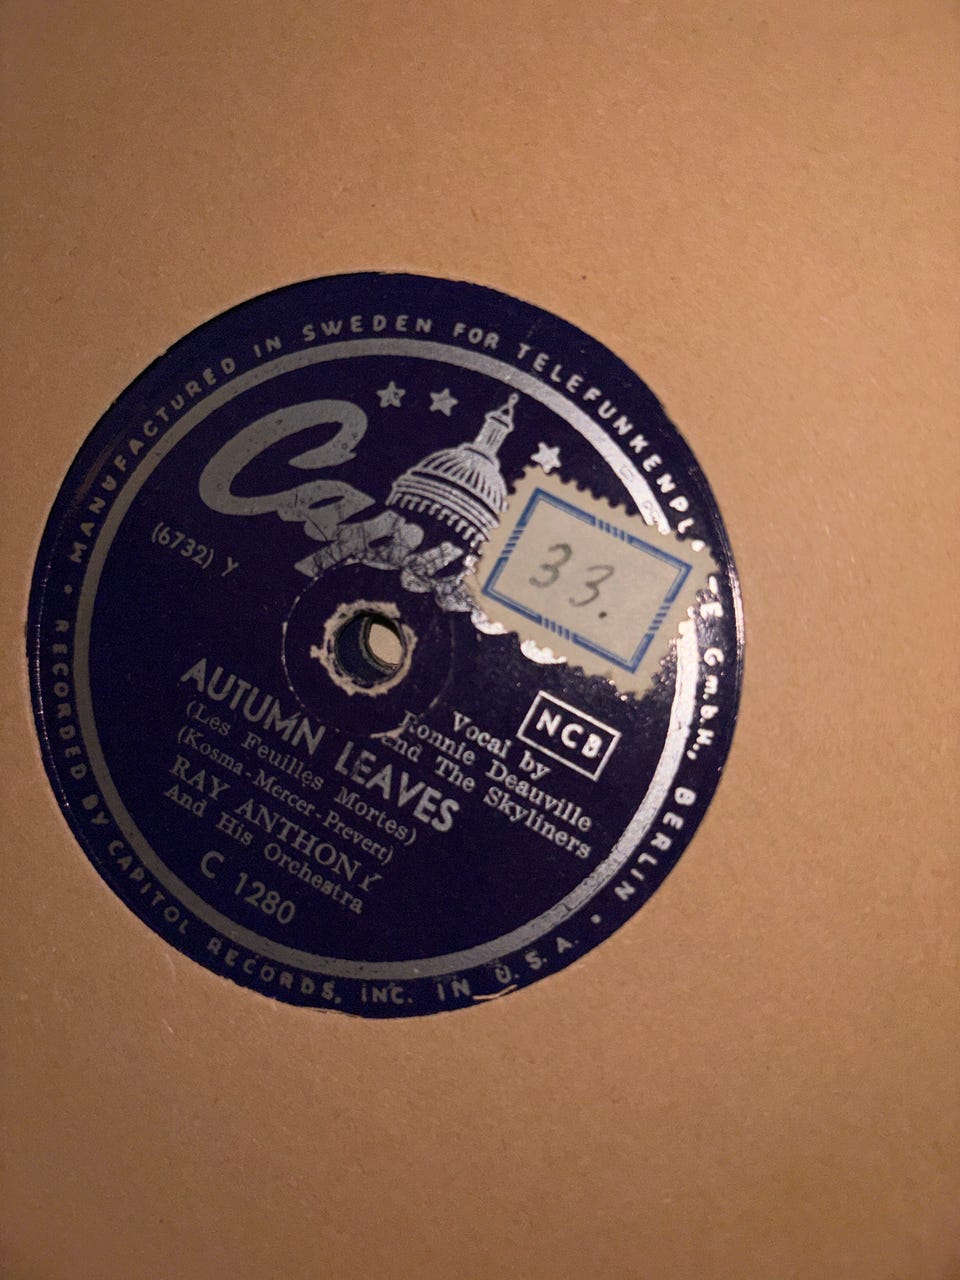 MANUFACTURED IN SWEDEN FOR TELEFUNKENPL
E G.m.b.H., BERLIN •
• RECORDED BY CAPITOL RECORDS, INC. IN U.S.A. •
Cap
33.
(6732) Y
NCB
Vocal by
Ronnie Deauville
and The Skyliners
AUTUMN LEAVES
(Les Feuilles Mortes)
(Kosma-Mercer-Prevert)
RAY ANTHONY
And His Orchestra
C 1280